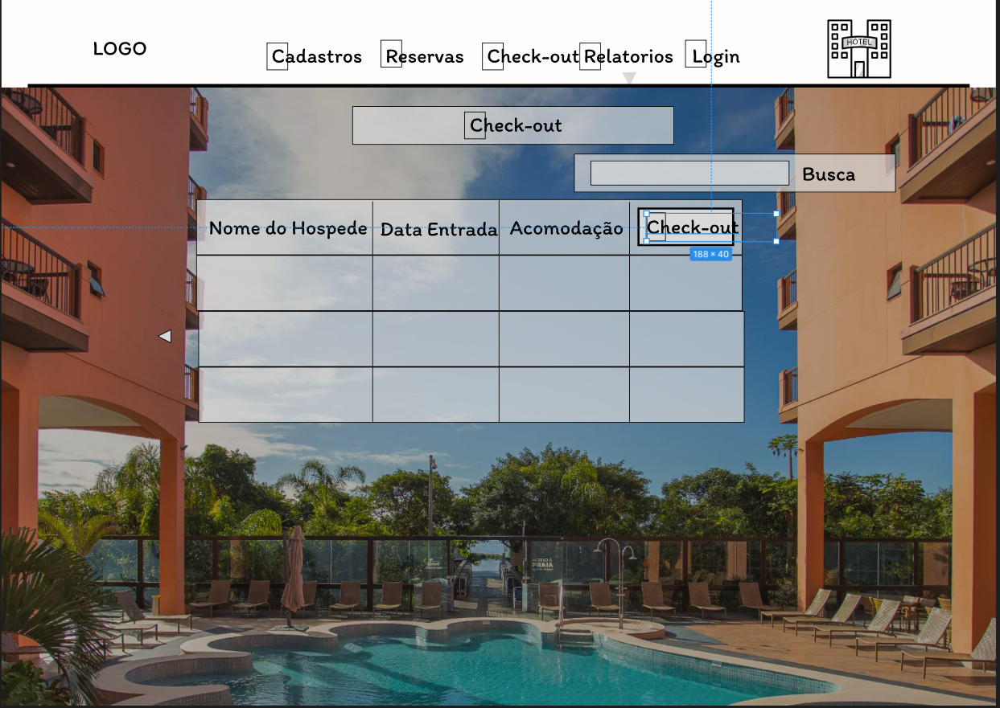 LOGO
Cadastros Reservas Check-out Relatorios Login
HOTEL
Check-out
Busca
Nome do Hospede Data Entrada Acomodação Check-out
188 × 40
ACESSO À
PRAIA